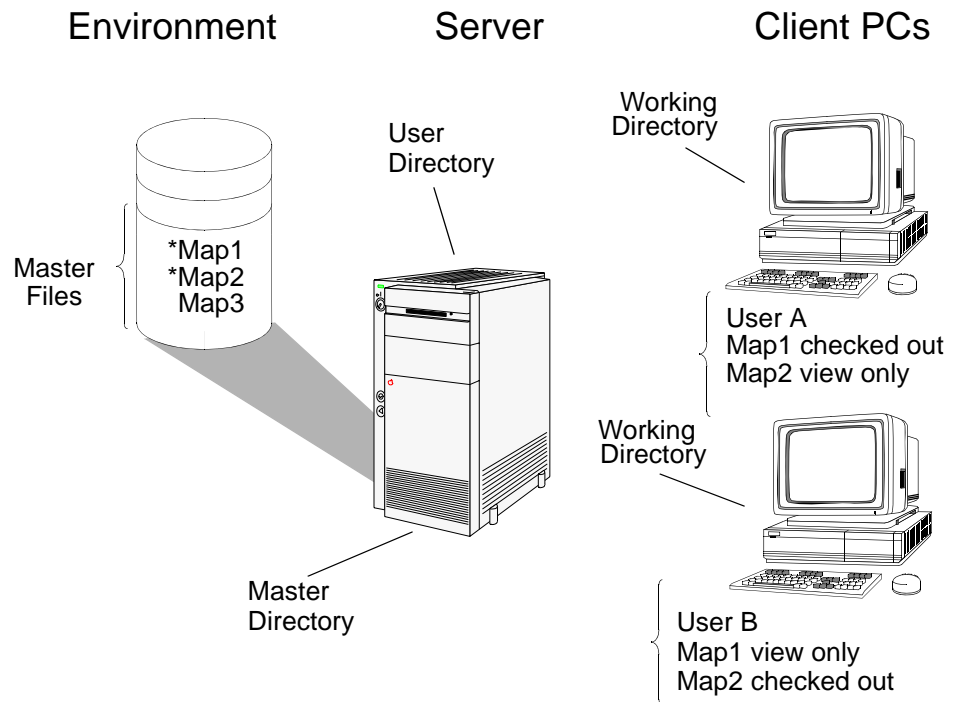 Environment
Server
Client PCs
Working
Directory
User
Directory
*Map1
*Map2
Map3
Master
Files
User A
Map1 checked out
Map2 view only
Working
Directory
Master
Directory
User B
Map1 view only
Map2 checked out